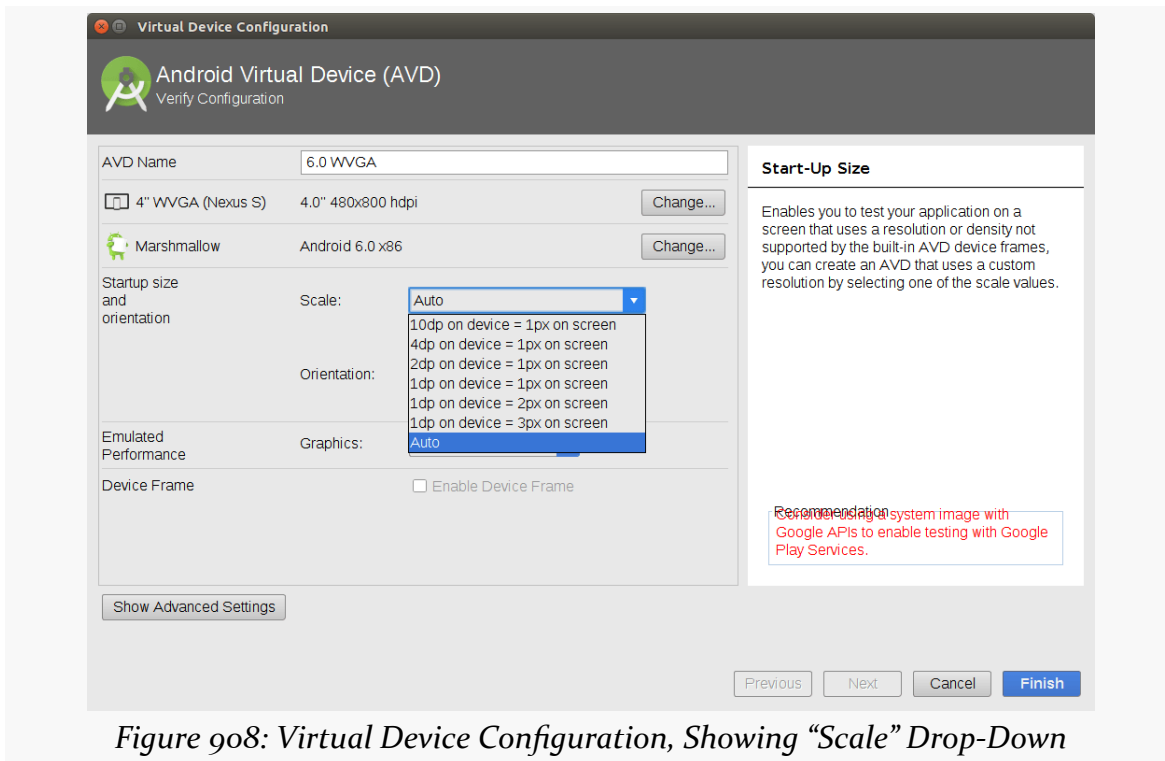 Virtual Device Configuration
Android Virtual Device (AVD)
Verify Configuration
AVD Name
6.0 WVGA
4" WVGA (Nexus S)
4.0" 480x800 hdpi
Change...
Marshmallow
Android 6.0 x86
Change...
Startup size
and
orientation
Scale:
Auto
10dp on device = 1px on screen
4dp on device = 1px on screen
2dp on device = 1px on screen
1dp on device = 1px on screen
1dp on device = 2px on screen
1dp on device = 3px on screen
Auto
Orientation:
Emulated
Performance
Graphics:
Device Frame
Enable Device Frame
Show Advanced Settings
Start-Up Size
Enables you to test your application on a
screen that uses a resolution or density not
supported by the built-in AVD device frames,
you can create an AVD that uses a custom
resolution by selecting one of the scale values.
Recommendation
Consider using a system image with
Google APIs to enable testing with Google
Play Services.
Previous
Next
Cancel
Finish
Figure 908: Virtual Device Configuration, Showing “Scale” Drop-Down